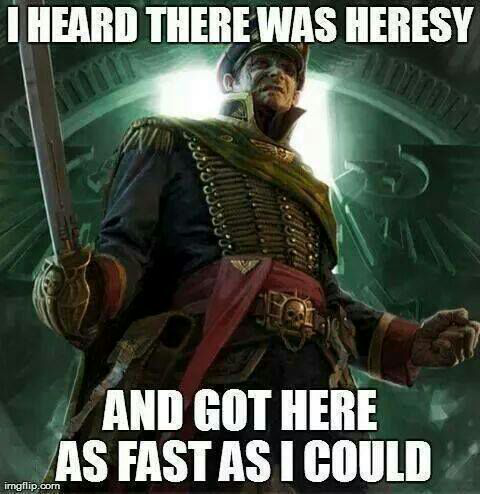 I HEARD THERE WAS HERESY
AND GOT HERE
AS FAST AS I COULD
imgflip.com